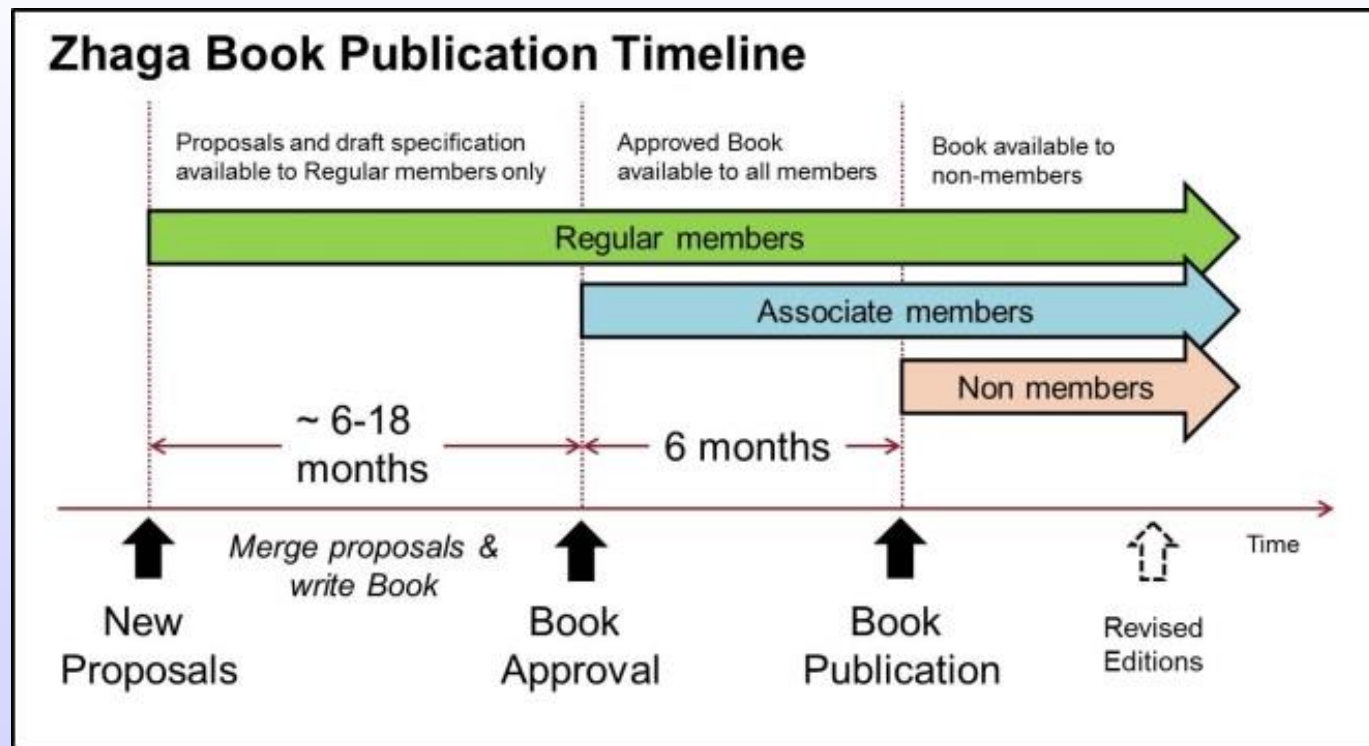 Zhaga Book Publication Timeline
Proposals and draft specification
available to Regular members only
Approved Book
available to all members
Book available to
non-members
Regular members
Associate members
Non members
~ 6-18
months
6 months
Merge proposals &
write Book
Time
New
Proposals
Book
Approval
Book
Publication
Revised
Editions